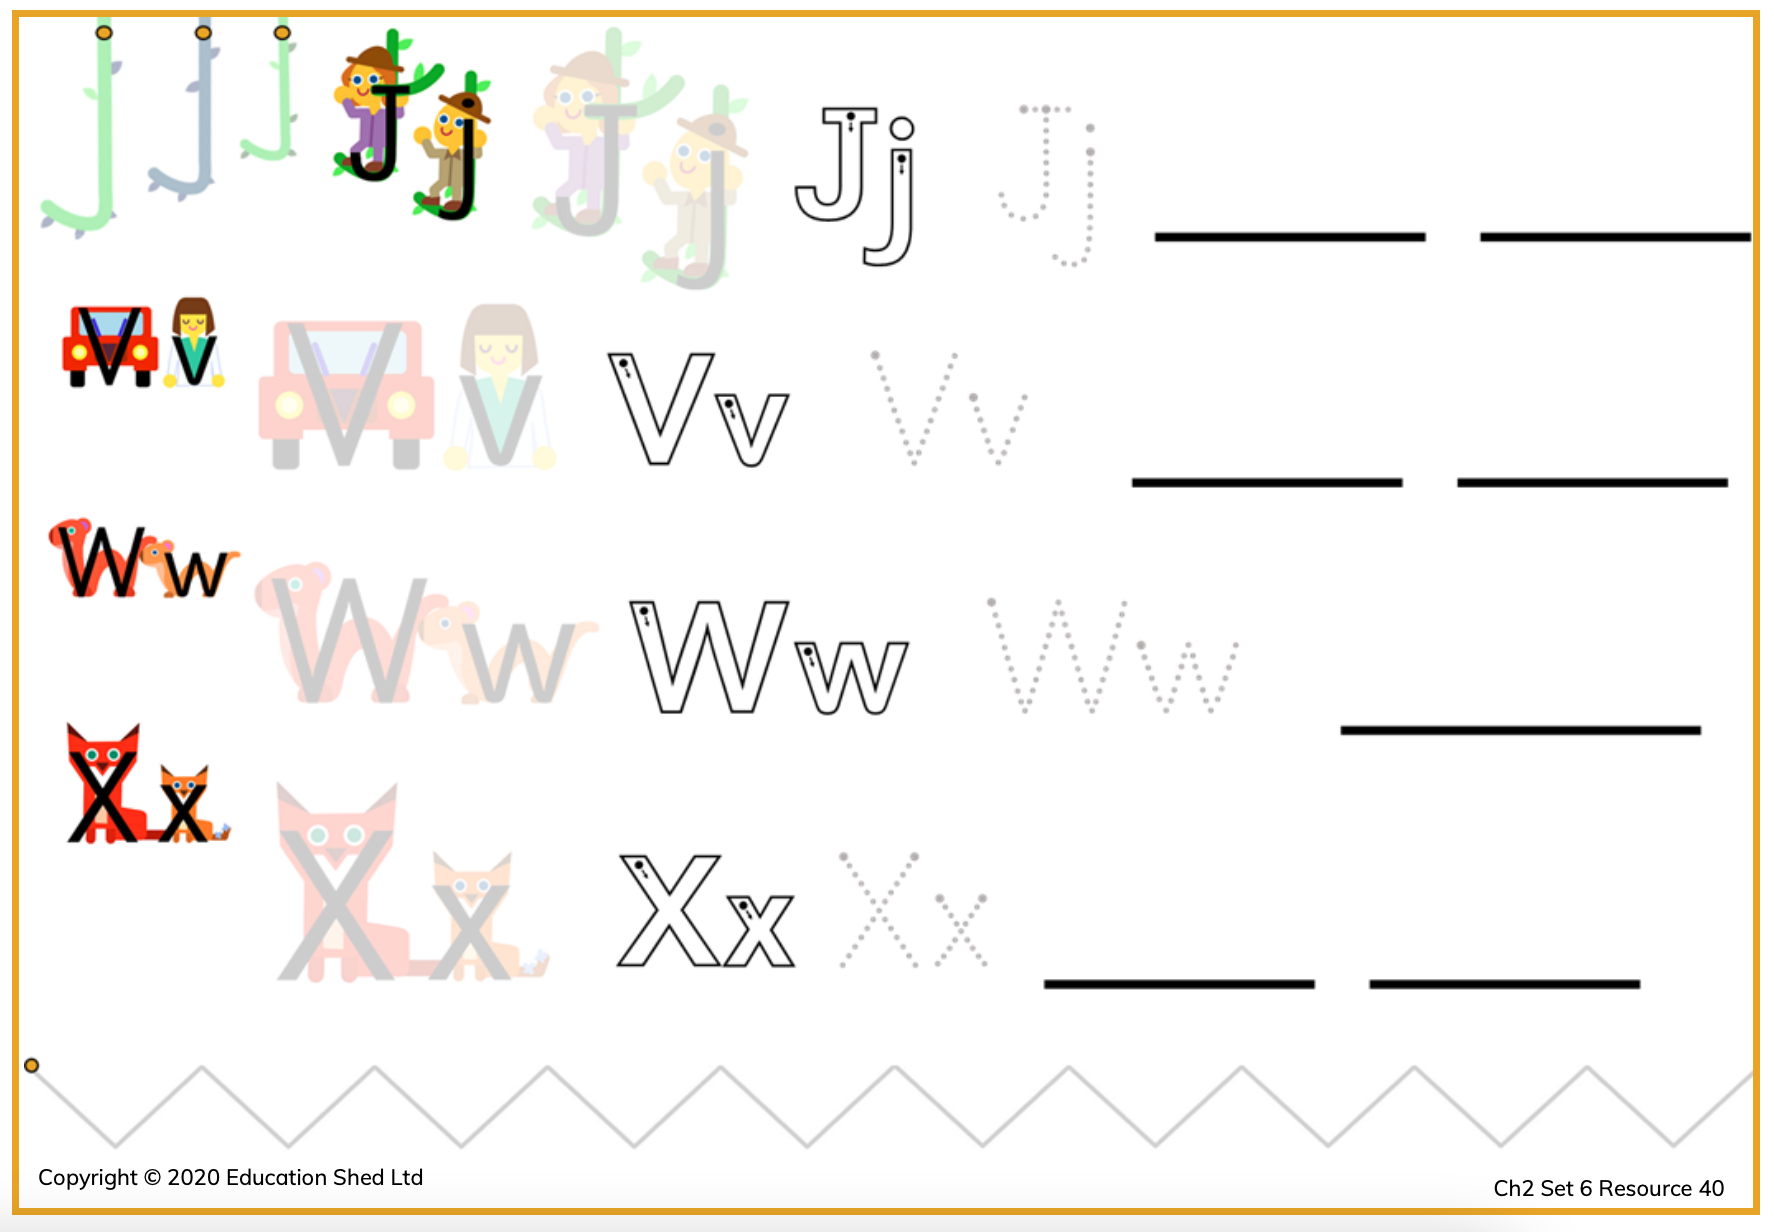 J j J j Jj Jj
V v V v Vv Vv
W w W w Ww Ww
X x X x Xx Xx
Copyright © 2020 Education Shed Ltd
Ch2 Set 6 Resource 40